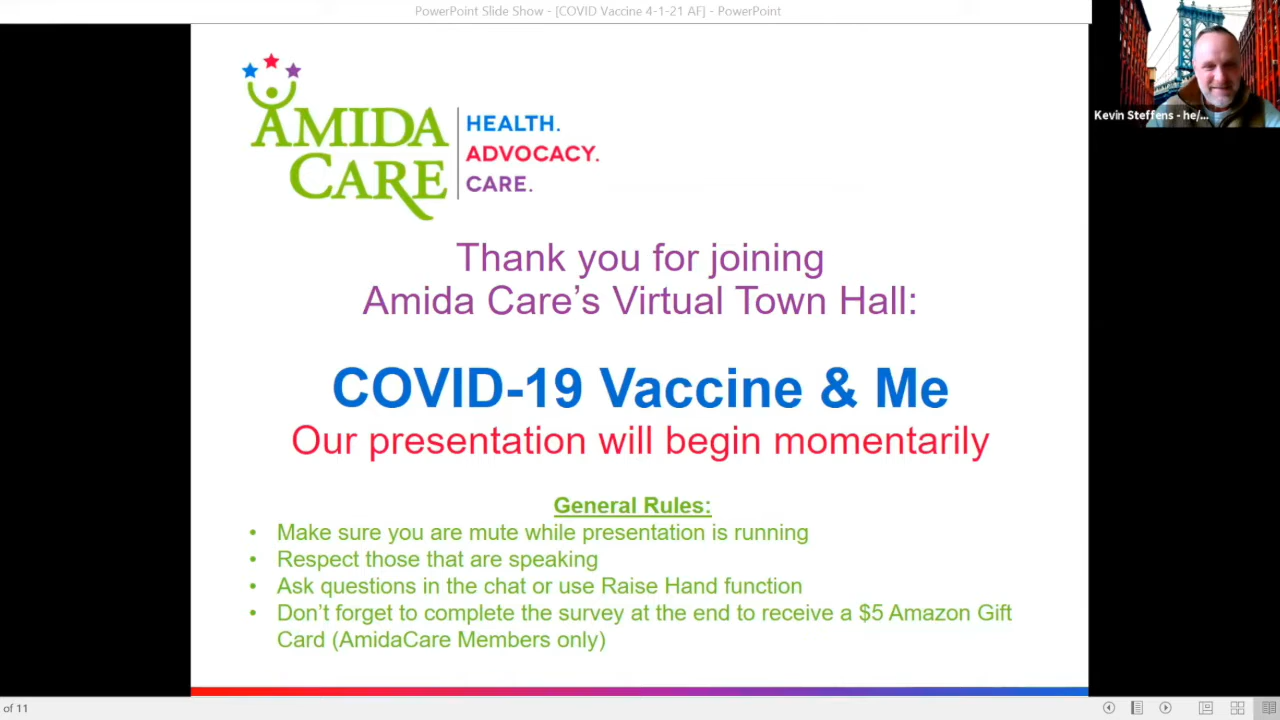 PowerPoint Slide Show - [COVID Vaccine 4-1-21 AF] - PowerPoint
Kevin Steffens - he/...
AMIDA
CARE
HEALTH.
ADVOCACY.
CARE.
Thank you for joining
Amida Care’s Virtual Town Hall:
COVID-19 Vaccine & Me
Our presentation will begin momentarily
General Rules:
• Make sure you are mute while presentation is running
• Respect those that are speaking
• Ask questions in the chat or use Raise Hand function
• Don’t forget to complete the survey at the end to receive a $5 Amazon Gift
Card (AmidaCare Members only)
of 11